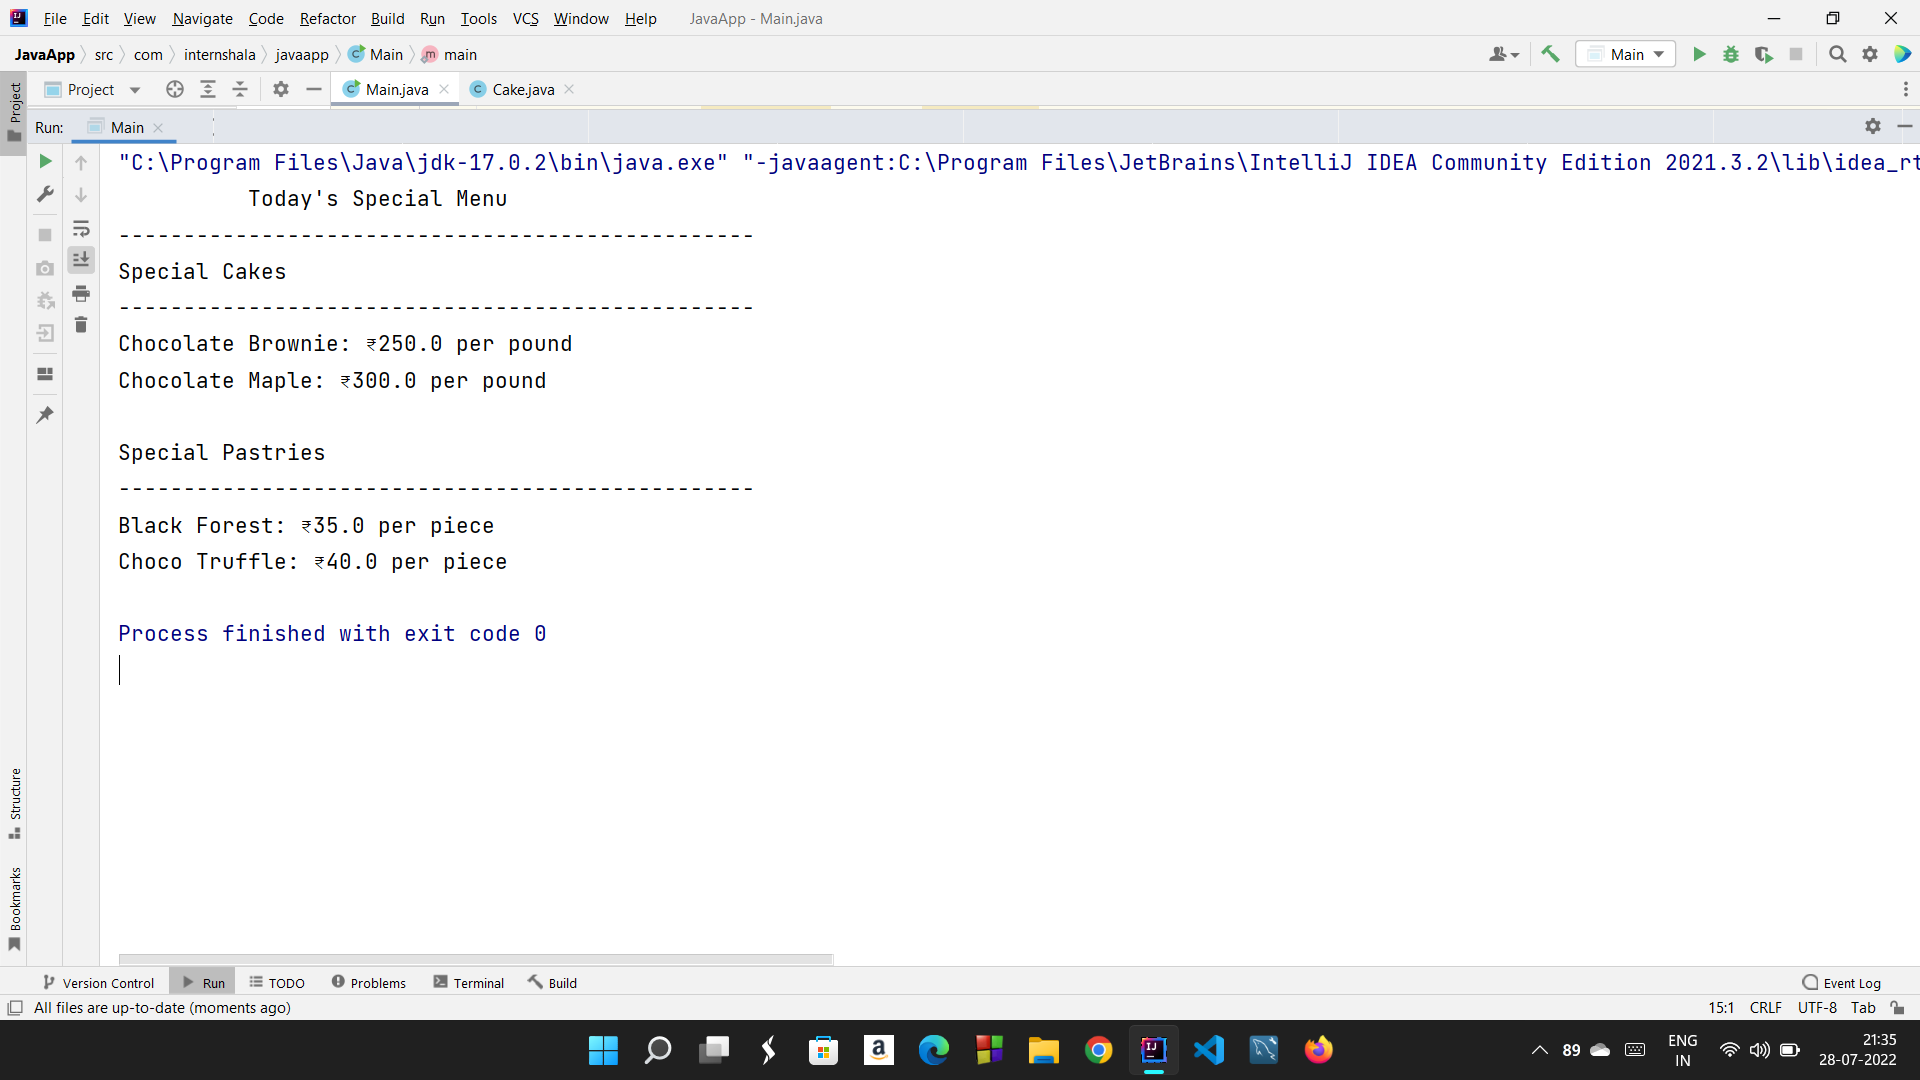 File Edit View Navigate Code Refactor Build Run Tools VCS Window Help JavaApp - Main.java
JavaApp src com internshala javaapp Main main Main
Project Main.java Cake.java
Run: Main
"C:\Program Files\Java\jdk-17.0.2\bin\java.exe" "-javaagent:C:\Program Files\JetBrains\IntelliJ IDEA Community Edition 2021.3.2\lib\idea_rt
Today's Special Menu
-------------------------------------------------
Special Cakes
-------------------------------------------------
Chocolate Brownie: ₹250.0 per pound
Chocolate Maple: ₹300.0 per pound
Special Pastries
-------------------------------------------------
Black Forest: ₹35.0 per piece
Choco Truffle: ₹40.0 per piece
Process finished with exit code 0
Project
Structure
Bookmarks
Version Control Run TODO Problems Terminal Build Event Log
All files are up-to-date (moments ago) 15:1 CRLF UTF-8 Tab
89 ENG 21:35
IN 28-07-2022